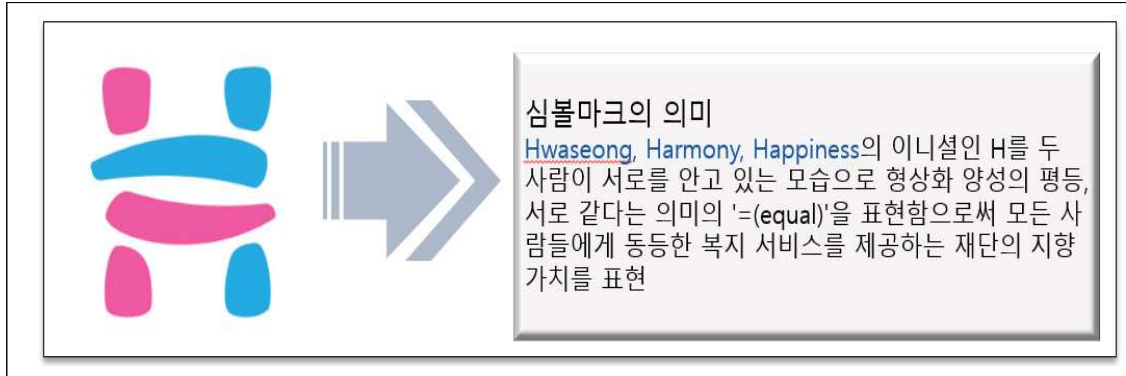 심볼마크의 의미
Hwaseong, Harmony, Happiness의 이니셜인 H를 두
사람이 서로를 안고 있는 모습으로 형상화 양성의 평등,
서로 같다는 의미의 '=(equal)'을 표현함으로써 모든 사
람들에게 동등한 복지 서비스를 제공하는 재단의 지향
가치를 표현